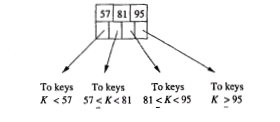 57 81 95
To keys To keys To keys To keys
K < 57 57 ≤ K < 81 81 ≤ K < 95 K ≥ 95